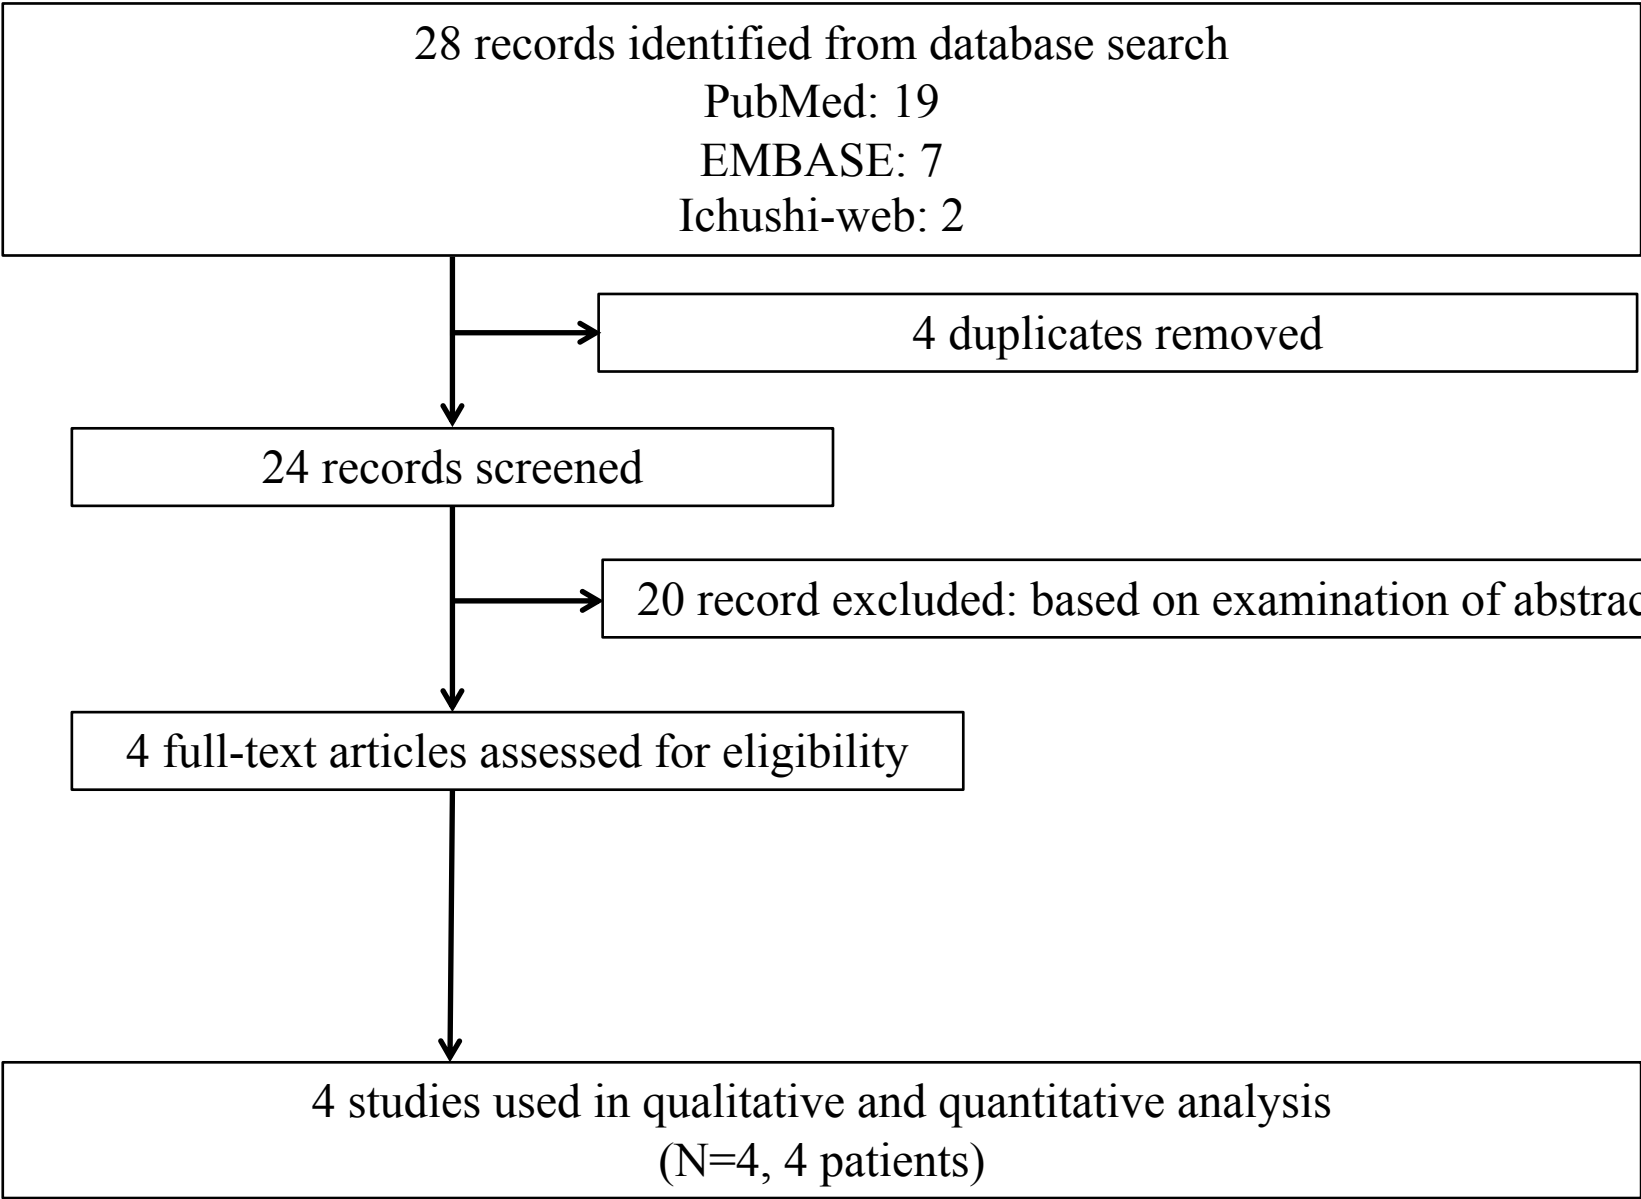 28 records identified from database search
PubMed: 19
EMBASE: 7
Ichushi-web: 2
4 duplicates removed
24 records screened
20 record excluded: based on examination of abstrac
4 full-text articles assessed for eligibility
4 studies used in qualitative and quantitative analysis
(N=4, 4 patients)